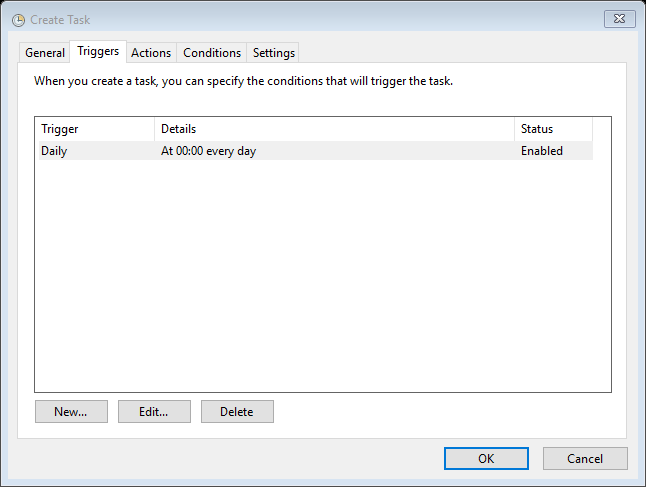 Create Task
General Triggers Actions Conditions Settings
When you create a task, you can specify the conditions that will trigger the task.
Trigger Details Status
Daily At 00:00 every day Enabled
New... Edit... Delete
OK Cancel